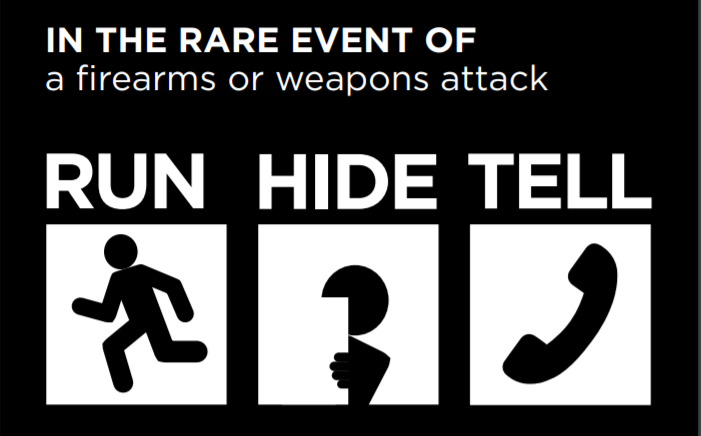 IN THE RARE EVENT OF
a firearms or weapons attack
RUN HIDE TELL